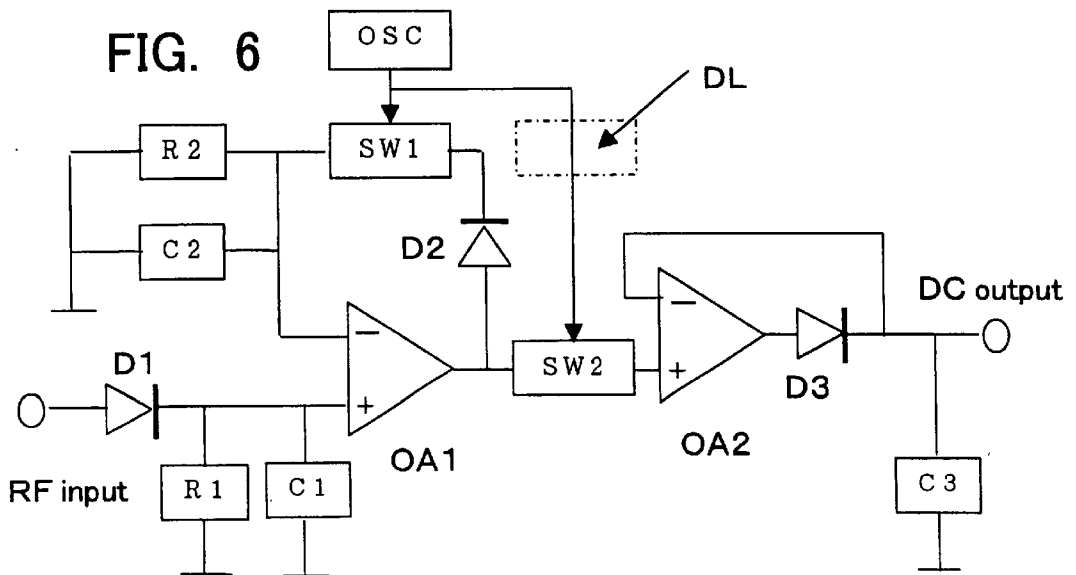 FIG. 6
OSC
DL
R2
SW1
C2
D2
DC output
D1
SW2
D3
OA1
OA2
RF input
R1
C1
C3
−
+
−
+